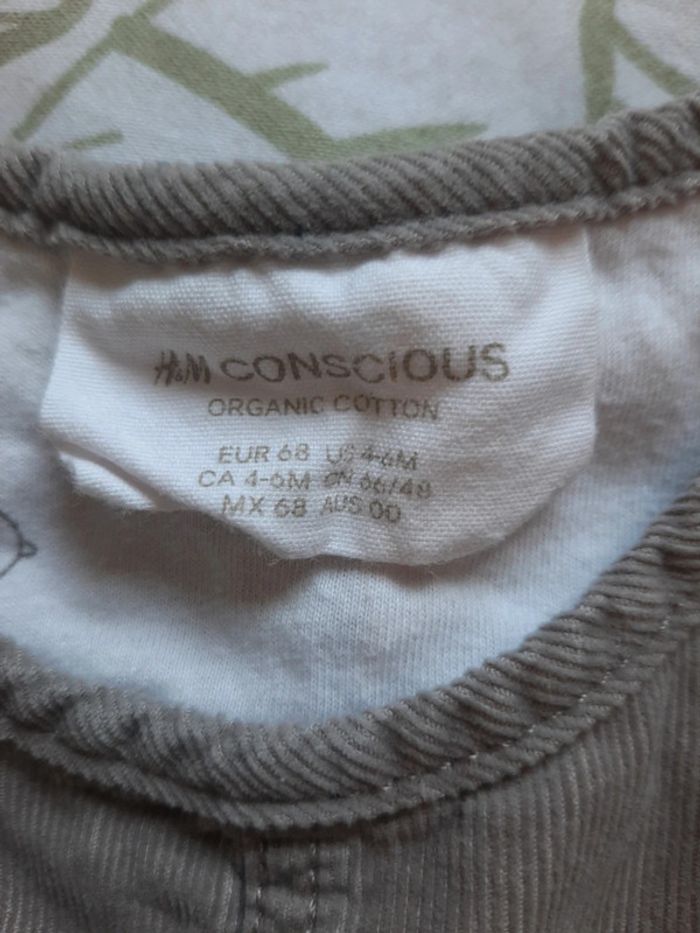 H&M CONSCIOUS
ORGANIC COTTON
EUR 68 US 4-6M
CA 4-6M CN 66/48
MX 68 AUS 00